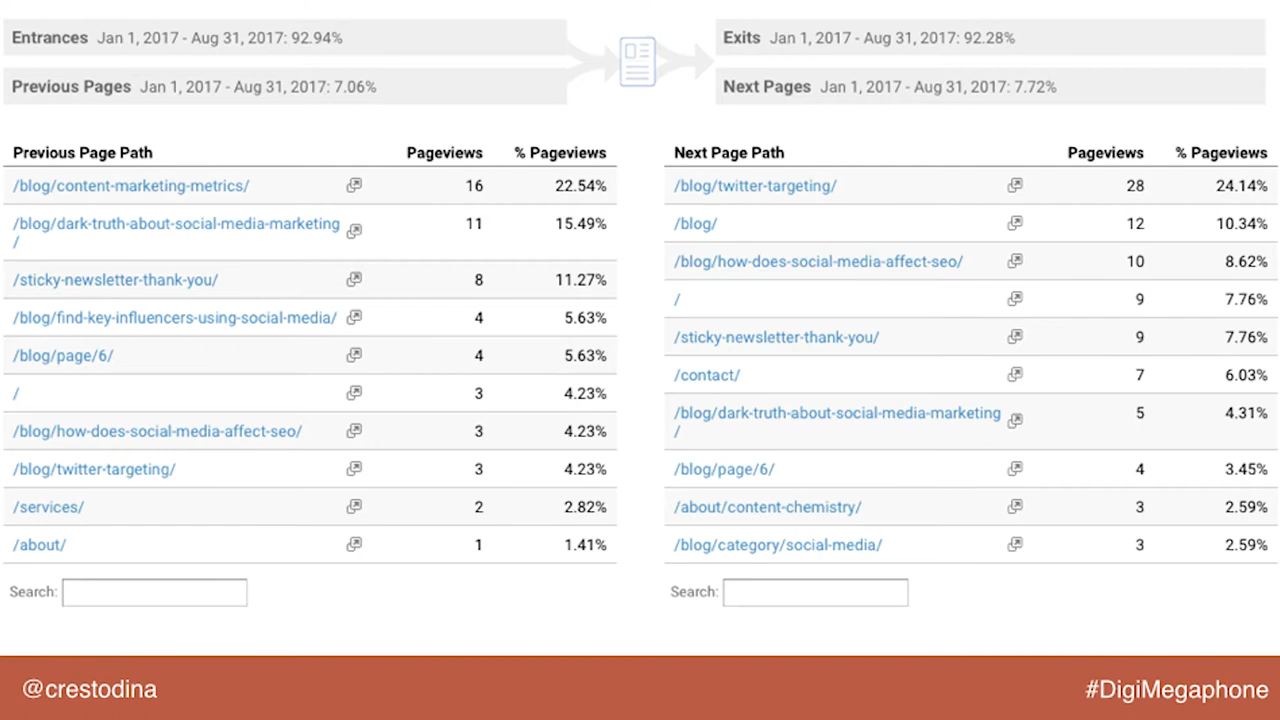 Entrances Jan 1, 2017 - Aug 31, 2017: 92.94%
Previous Pages Jan 1, 2017 - Aug 31, 2017: 7.06%
Exits Jan 1, 2017 - Aug 31, 2017: 92.28%
Next Pages Jan 1, 2017 - Aug 31, 2017: 7.72%
Previous Page Path Pageviews % Pageviews
/blog/content-marketing-metrics/ 16 22.54%
/blog/dark-truth-about-social-media-marketing 11 15.49%
/
/sticky-newsletter-thank-you/ 8 11.27%
/blog/find-key-influencers-using-social-media/ 4 5.63%
/blog/page/6/ 4 5.63%
/ 3 4.23%
/blog/how-does-social-media-affect-seo/ 3 4.23%
/blog/twitter-targeting/ 3 4.23%
/services/ 2 2.82%
/about/ 1 1.41%
Search:
Next Page Path Pageviews % Pageviews
/blog/twitter-targeting/ 28 24.14%
/blog/ 12 10.34%
/blog/how-does-social-media-affect-seo/ 10 8.62%
/ 9 7.76%
/sticky-newsletter-thank-you/ 9 7.76%
/contact/ 7 6.03%
/blog/dark-truth-about-social-media-marketing 5 4.31%
/
/blog/page/6/ 4 3.45%
/about/content-chemistry/ 3 2.59%
/blog/category/social-media/ 3 2.59%
Search:
@crestodina
#DigiMegaphone